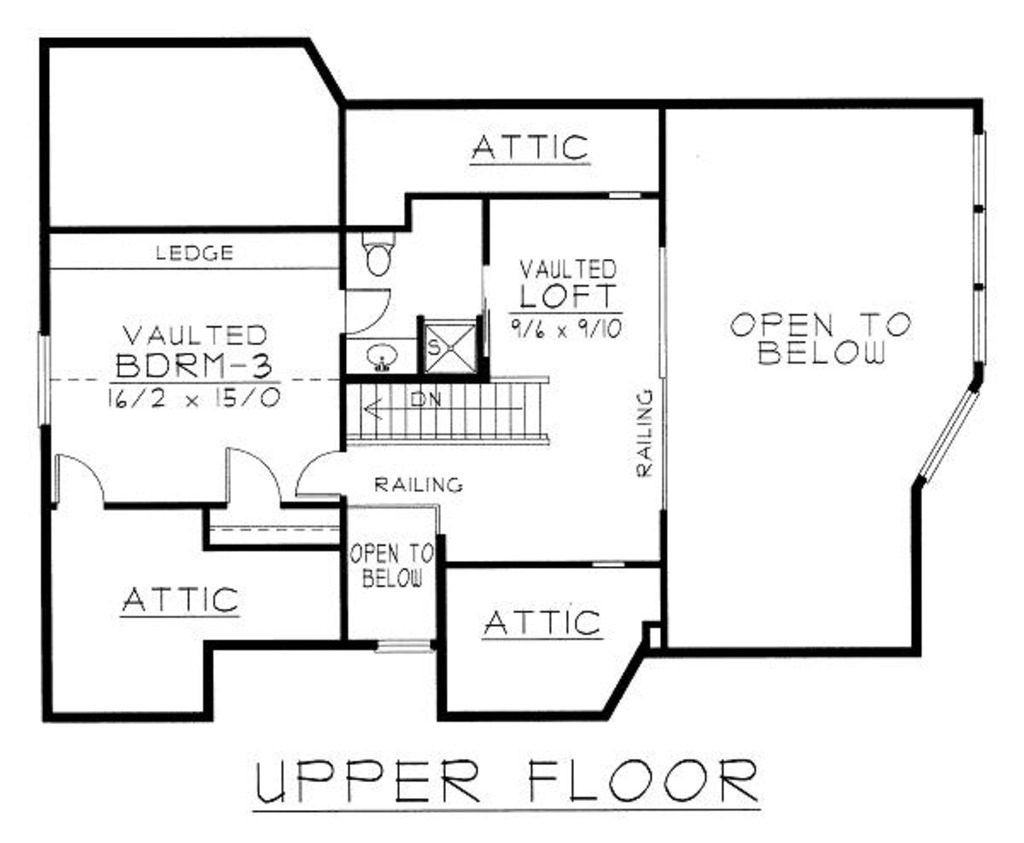 ATTIC
LEDGE
VAULTED
LOFT
9/6 x 9/10
OPEN TO
BELOW
VAULTED
BDRM-3
16/2 x 15/0
S
DN
RAILING
RAILING
OPEN TO
BELOW
ATTIC
ATTIC
UPPER FLOOR